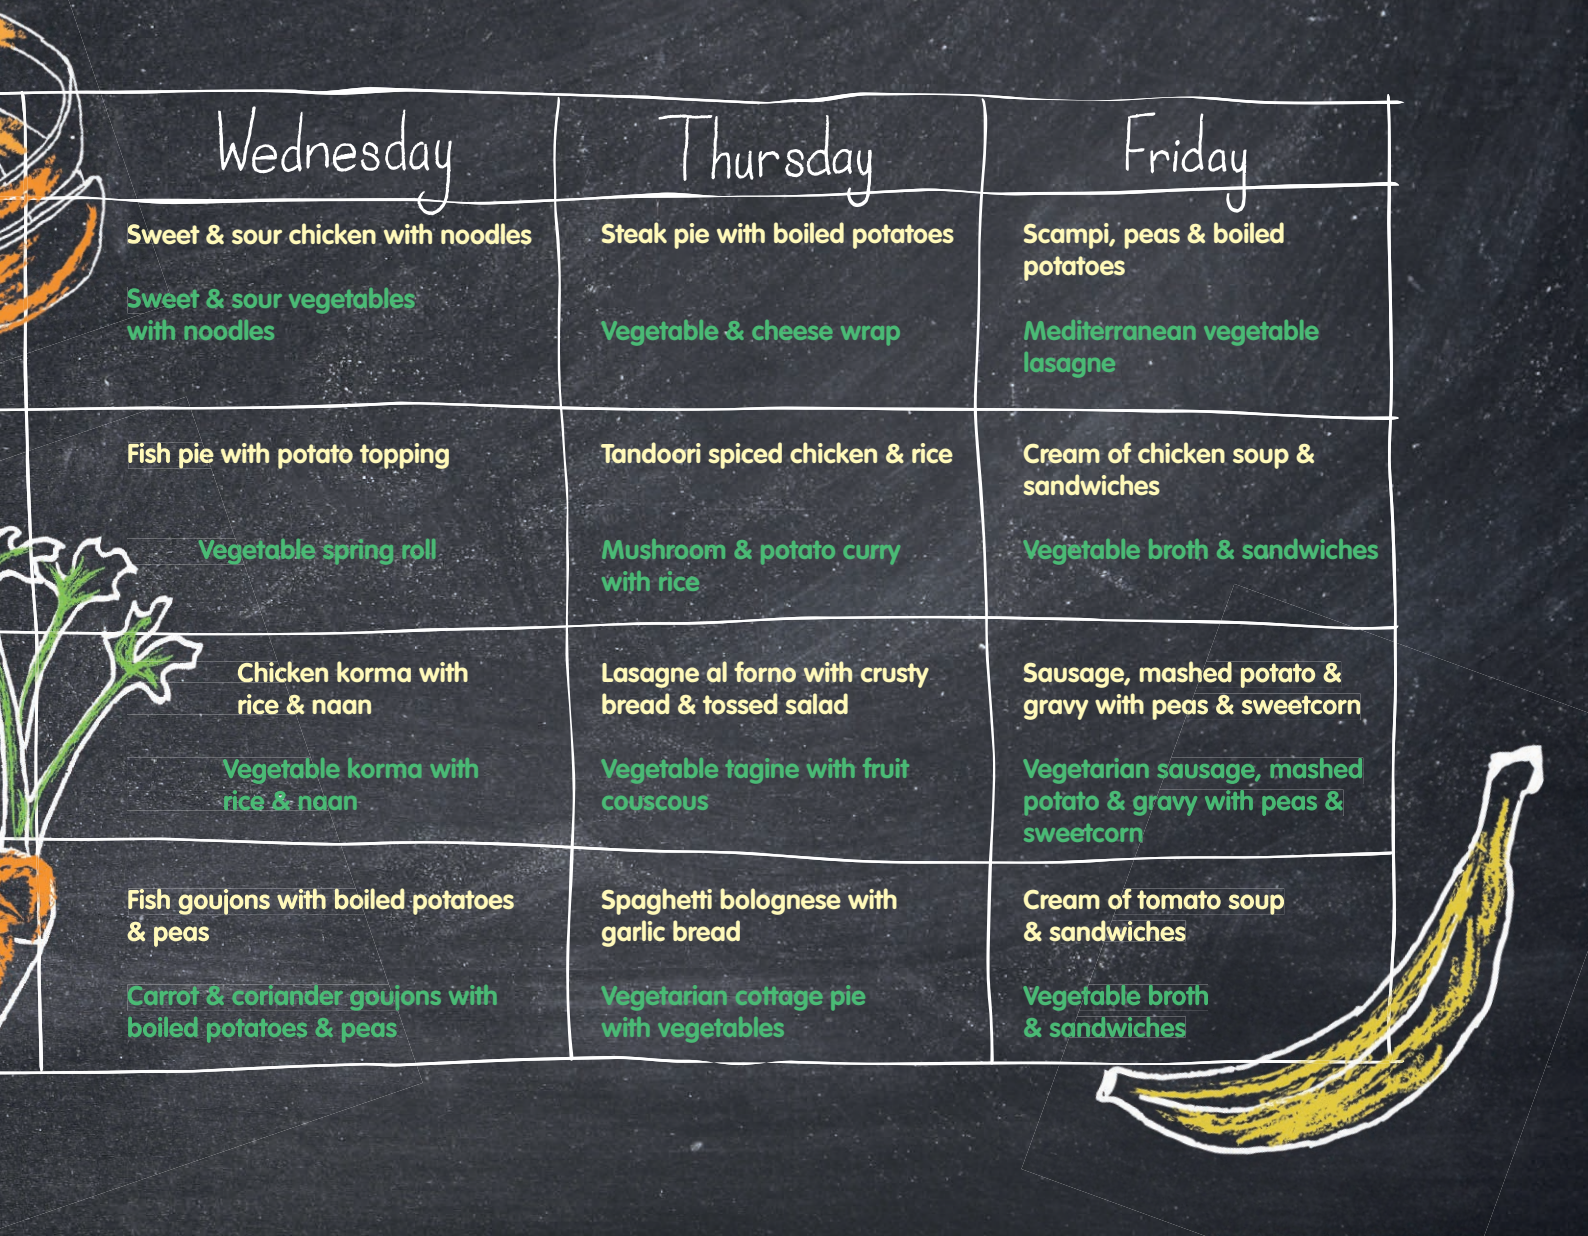 Wednesday
Thursday
Friday
Sweet & sour chicken with noodles
Sweet & sour vegetables
with noodles
Steak pie with boiled potatoes
Vegetable & cheese wrap
Scampi, peas & boiled
potatoes
Mediterranean vegetable
lasagne
Fish pie with potato topping
Vegetable spring roll
Tandoori spiced chicken & rice
Mushroom & potato curry
with rice
Cream of chicken soup &
sandwiches
Vegetable broth & sandwiches
Chicken korma with
rice & naan
Vegetable korma with
rice & naan
Lasagne al forno with crusty
bread & tossed salad
Vegetable tagine with fruit
couscous
Sausage, mashed potato &
gravy with peas & sweetcorn
Vegetarian sausage, mashed
potato & gravy with peas &
sweetcorn
Fish goujons with boiled potatoes
& peas
Carrot & coriander goujons with
boiled potatoes & peas
Spaghetti bolognese with
garlic bread
Vegetarian cottage pie
with vegetables
Cream of tomato soup
& sandwiches
Vegetable broth
& sandwiches